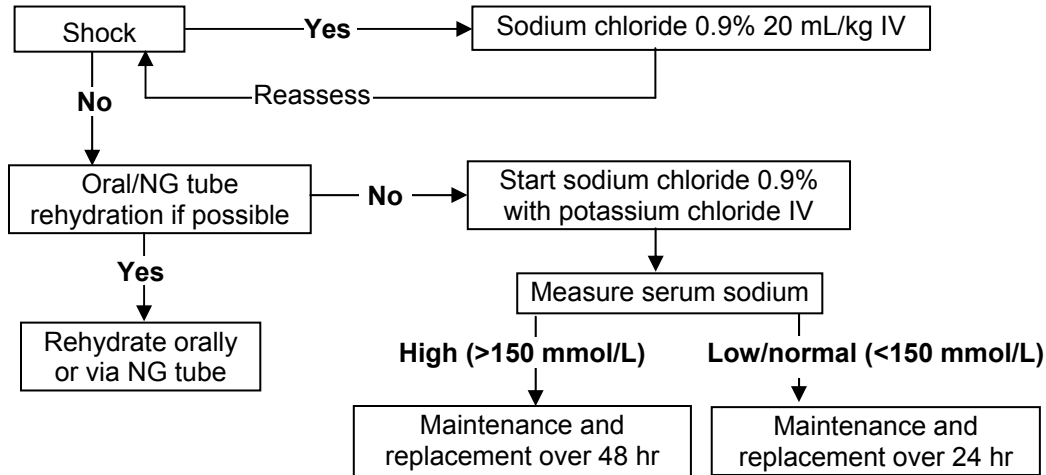 Shock
Yes
Sodium chloride 0.9% 20 mL/kg IV
Reassess
No
Oral/NG tube
rehydration if possible
No
Start sodium chloride 0.9%
with potassium chloride IV
Yes
Measure serum sodium
Rehydrate orally
or via NG tube
High (>150 mmol/L)
Low/normal (<150 mmol/L)
Maintenance and
replacement over 48 hr
Maintenance and
replacement over 24 hr